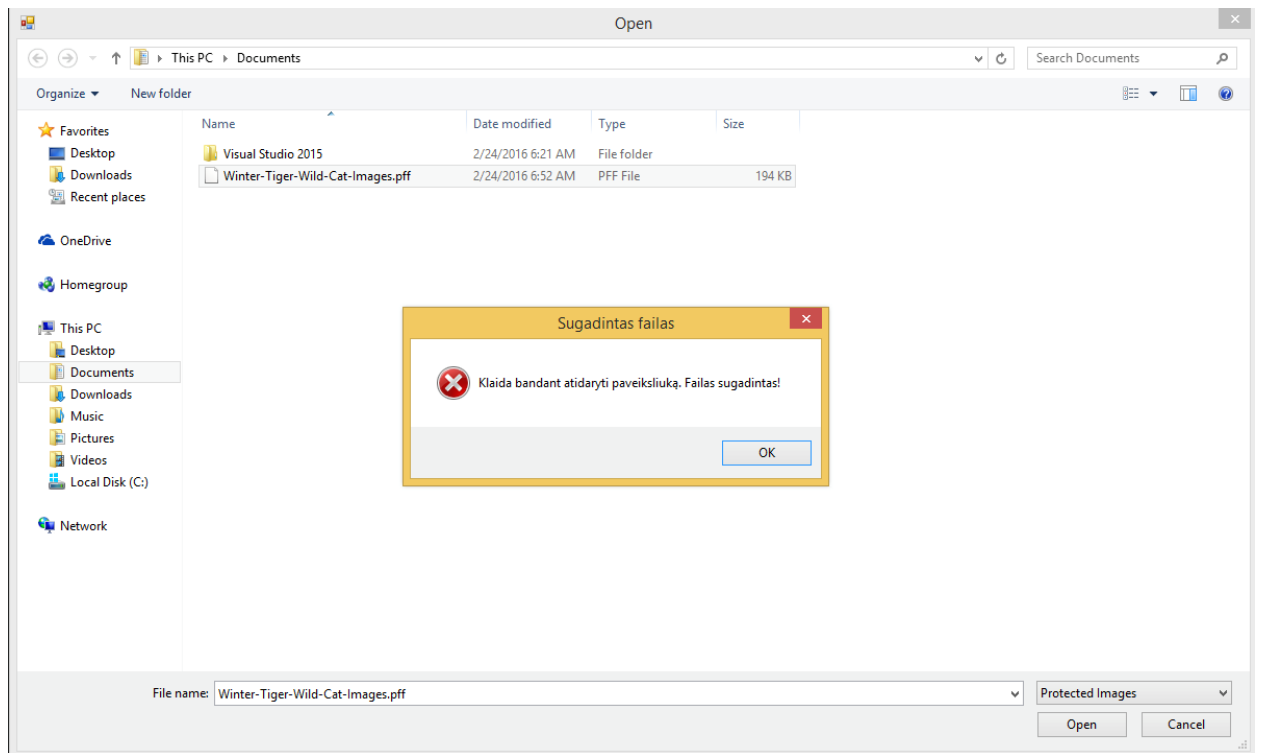 Open
This PC Documents
Search Documents
Organize New folder
Name Date modified Type Size
Favorites
Desktop
Downloads
Recent places
OneDrive
Homegroup
This PC
Desktop
Documents
Downloads
Music
Pictures
Videos
Local Disk (C:)
Network
Visual Studio 2015 2/24/2016 6:21 AM File folder
Winter-Tiger-Wild-Cat-Images.pff 2/24/2016 6:52 AM PFF File 194 KB
Sugadintas failas
Klaida bandant atidaryti paveiksliuką. Failas sugadintas!
OK
File name: Winter-Tiger-Wild-Cat-Images.pff Protected Images
Open Cancel